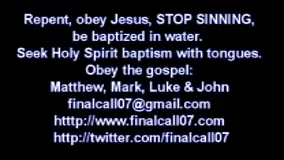 Repent, obey Jesus, STOP SINNING,
be baptized in water.
Seek Holy Spirit baptism with tongues.
Obey the gospel:
Matthew, Mark, Luke & John
finalcall07@gmail.com
htttp://www.finalcall07.com
http://twitter.com/finalcall07